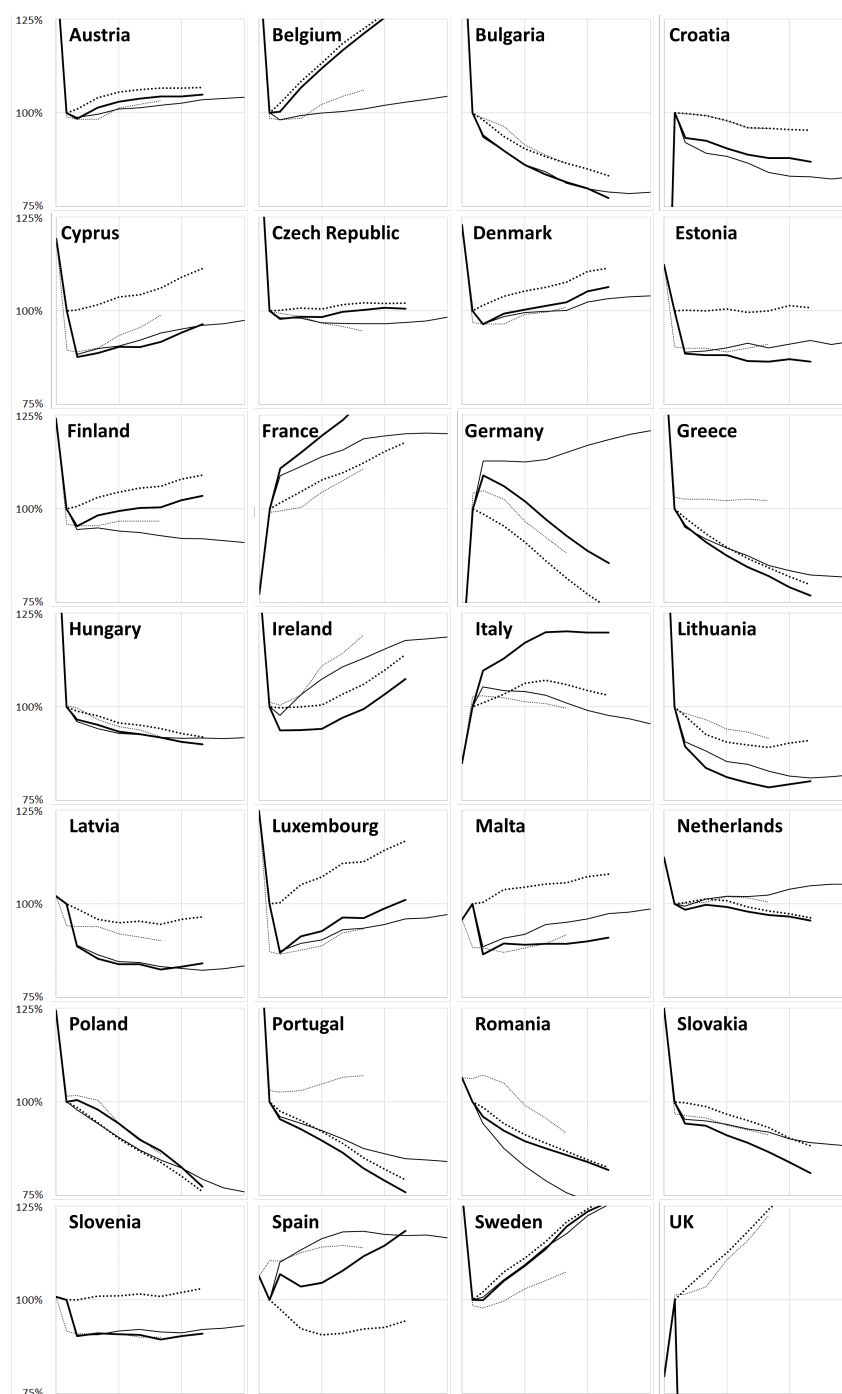 125%
Austria
Belgium
Bulgaria
Croatia
100%
75%
125%
Cyprus
Czech Republic
Denmark
Estonia
100%
75%
125%
Finland
France
Germany
Greece
100%
75%
125%
Hungary
Ireland
Italy
Lithuania
100%
75%
125%
Latvia
Luxembourg
Malta
Netherlands
100%
75%
125%
Poland
Portugal
Romania
Slovakia
100%
75%
125%
Slovenia
Spain
Sweden
UK
100%
75%